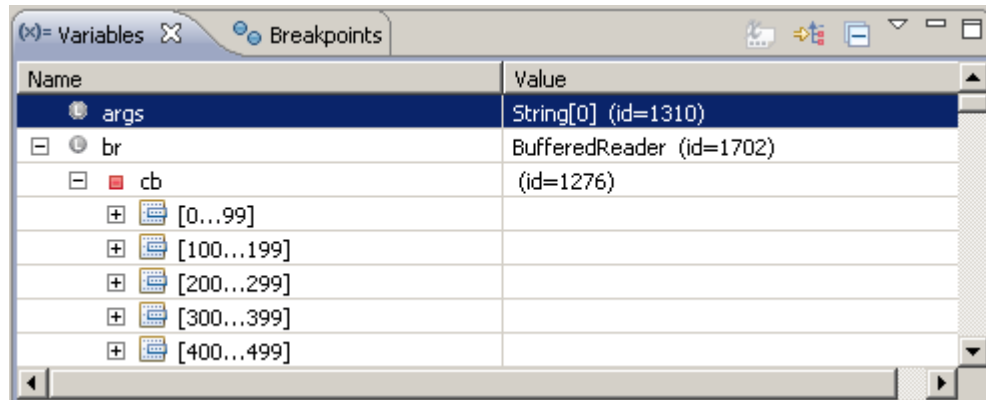 (x)= Variables Breakpoints
Name Value
args String[0] (id=1310)
br BufferedReader (id=1702)
cb (id=1276)
[0...99]
[100...199]
[200...299]
[300...399]
[400...499]